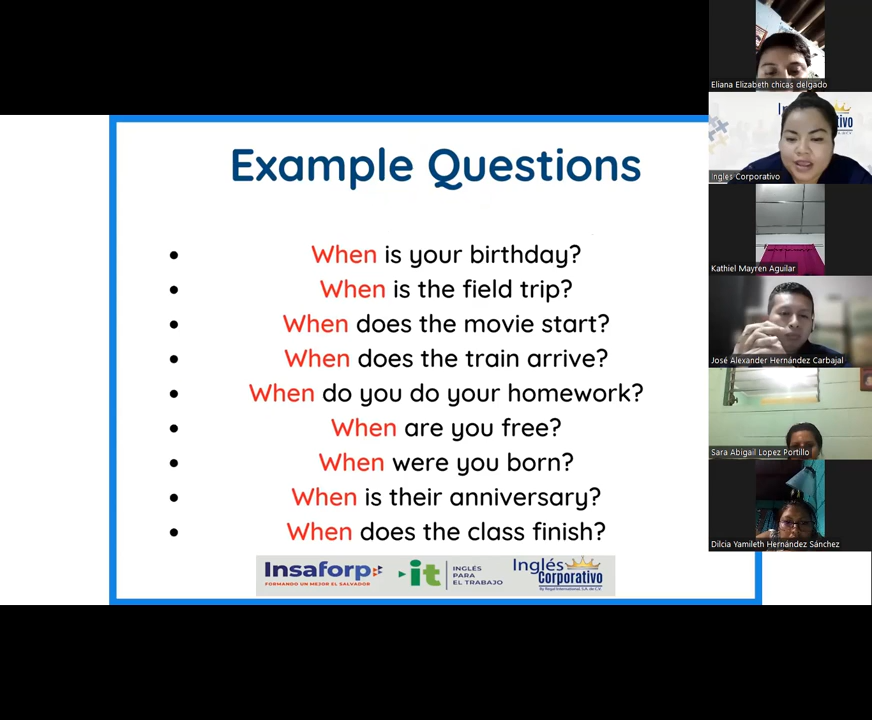 Example Questions
• When is your birthday?
• When is the field trip?
• When does the movie start?
• When does the train arrive?
• When do you do your homework?
• When are you free?
• When were you born?
• When is their anniversary?
• When does the class finish?
Insaforp
FORMANDO UN MEJOR EL SALVADOR
it
INGLÉS
PARA
EL TRABAJO
Inglés
Corporativo
By Regal International, S.A. de C.V.
Eliana Elizabeth chicas delgado
Ingles Corporativo
Kathiel Mayren Aguilar
José Alexander Hernández Carbajal
Sara Abigail Lopez Portillo
Dilcia Yamileth Hernández Sánchez